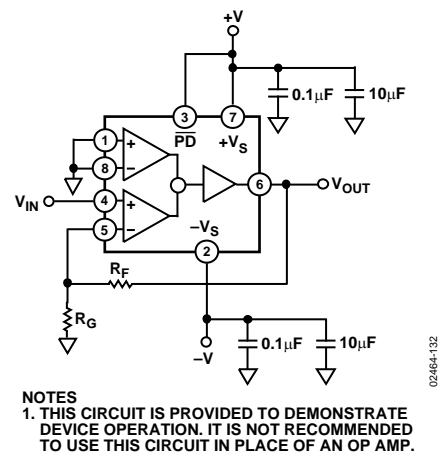 +V
0.1μF
10μF
3
7
PD
+VS
1
+
8
−
VIN
4
+
5
−
6
VOUT
−VS
2
RF
RG
−V
0.1μF
10μF
02464-132
NOTES
1. THIS CIRCUIT IS PROVIDED TO DEMONSTRATE
DEVICE OPERATION. IT IS NOT RECOMMENDED
TO USE THIS CIRCUIT IN PLACE OF AN OP AMP.